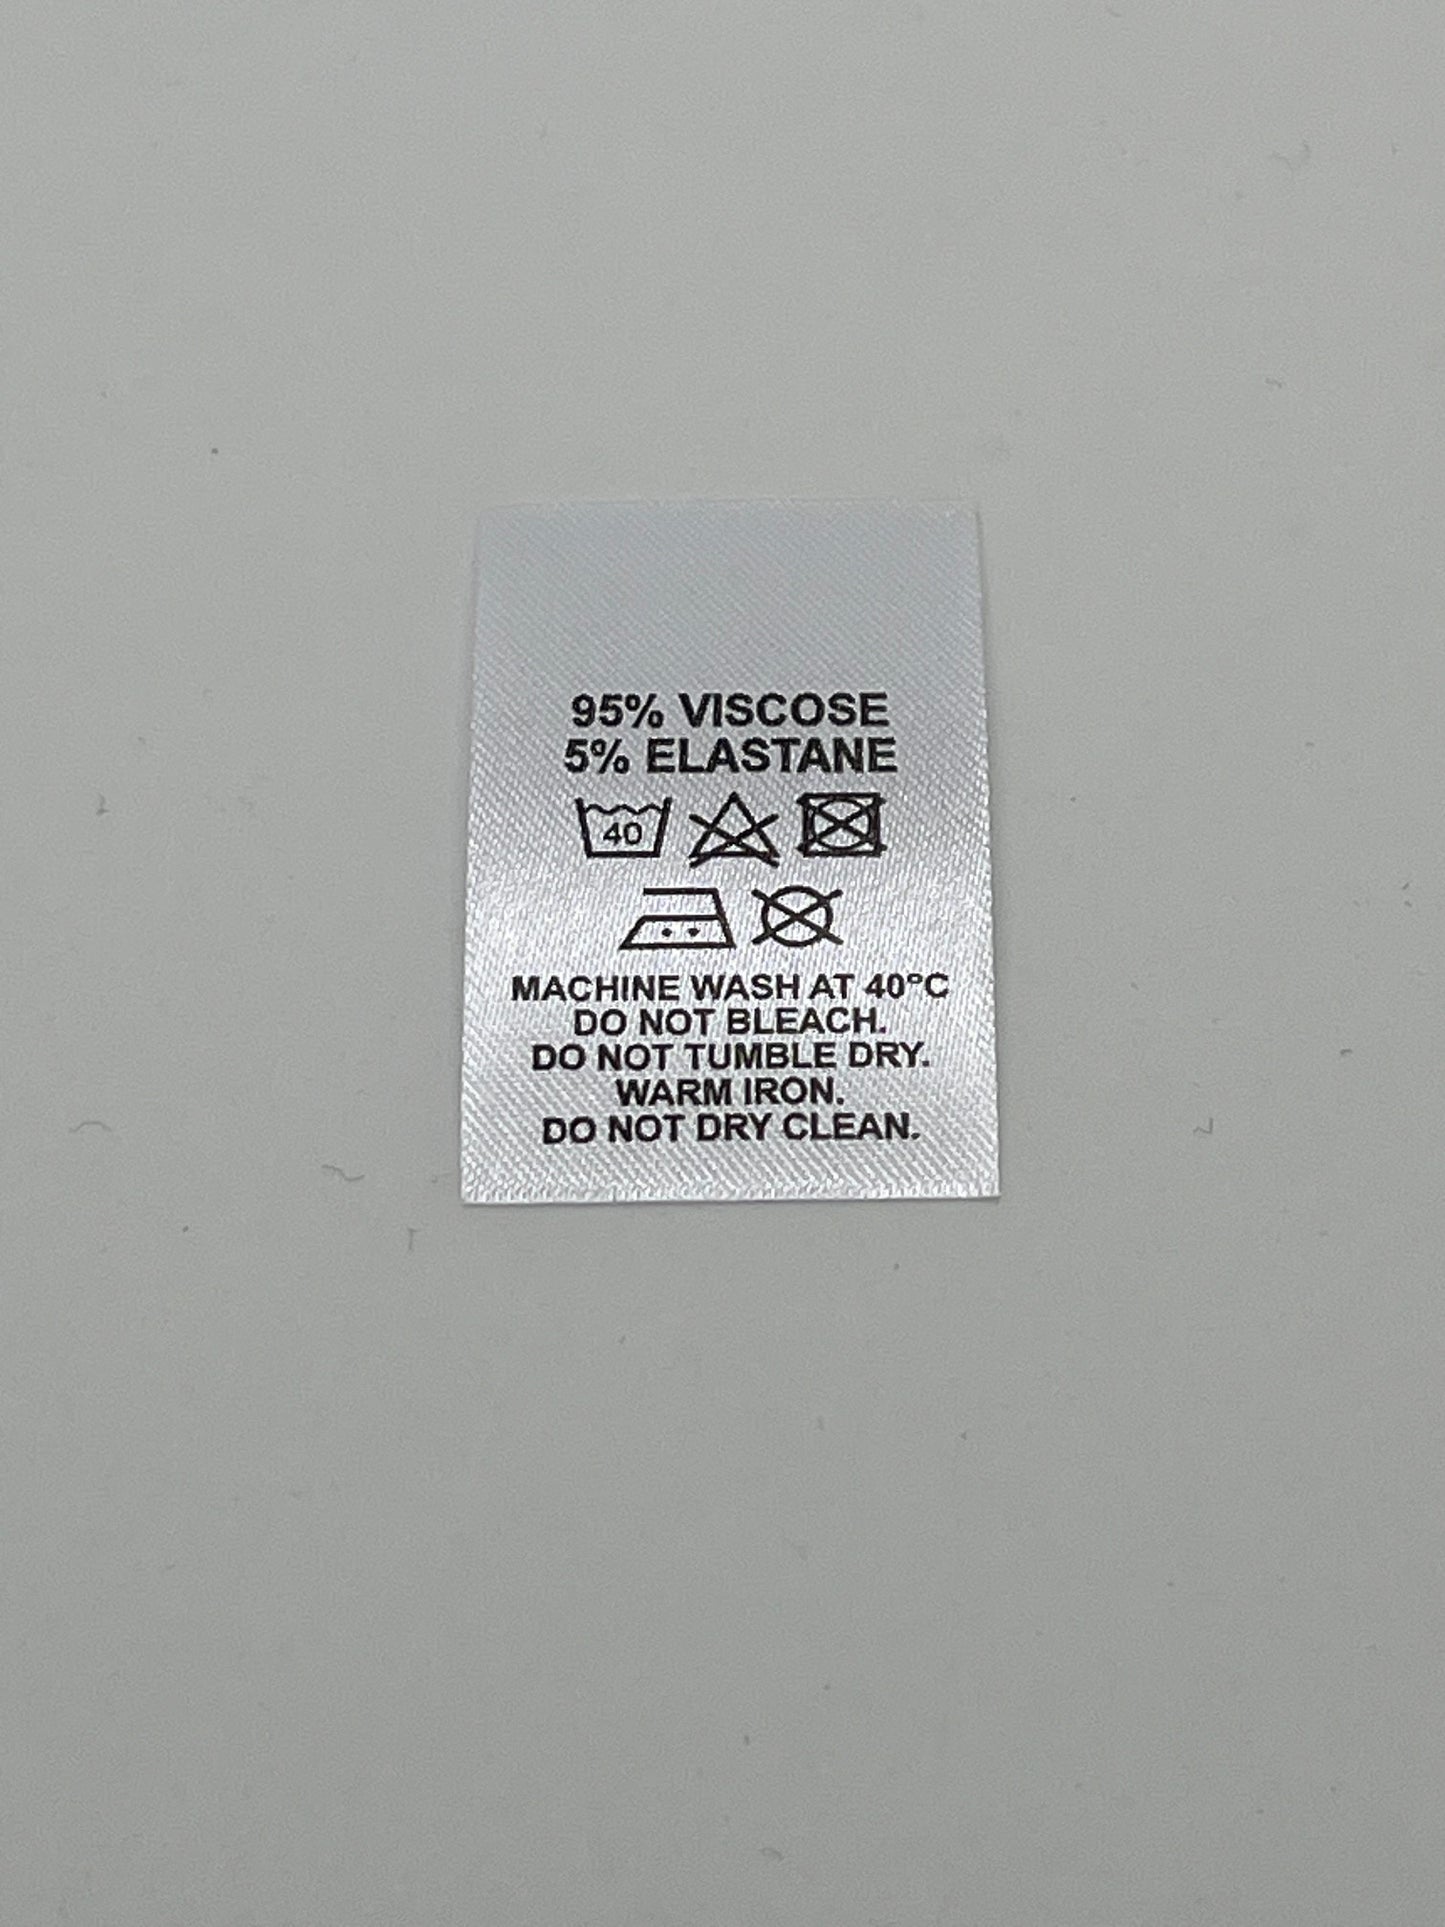 95% VISCOSE
5% ELASTANE
40
MACHINE WASH AT 40°C
DO NOT BLEACH.
DO NOT TUMBLE DRY.
WARM IRON.
DO NOT DRY CLEAN.